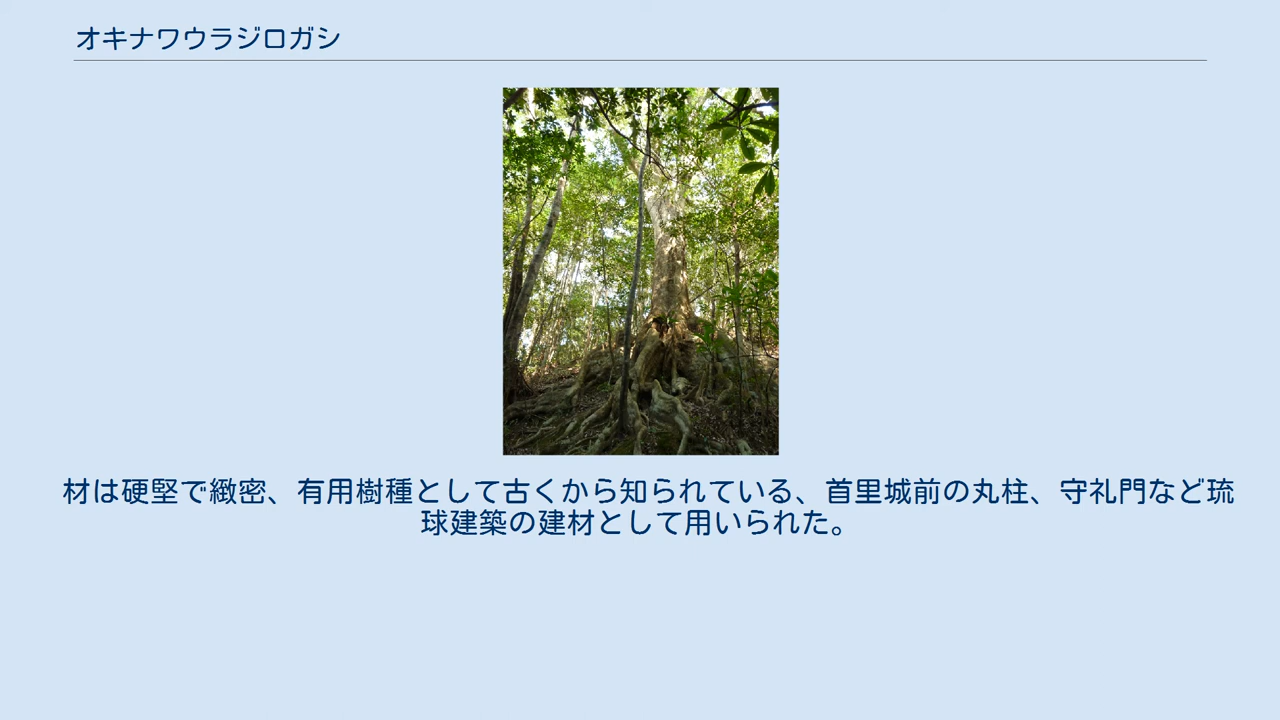 オキナワウラジロガシ
材は硬堅で緻密、有用樹種として古くから知られている、首里城前の丸柱、守礼門など琉
球建築の建材として用いられた。